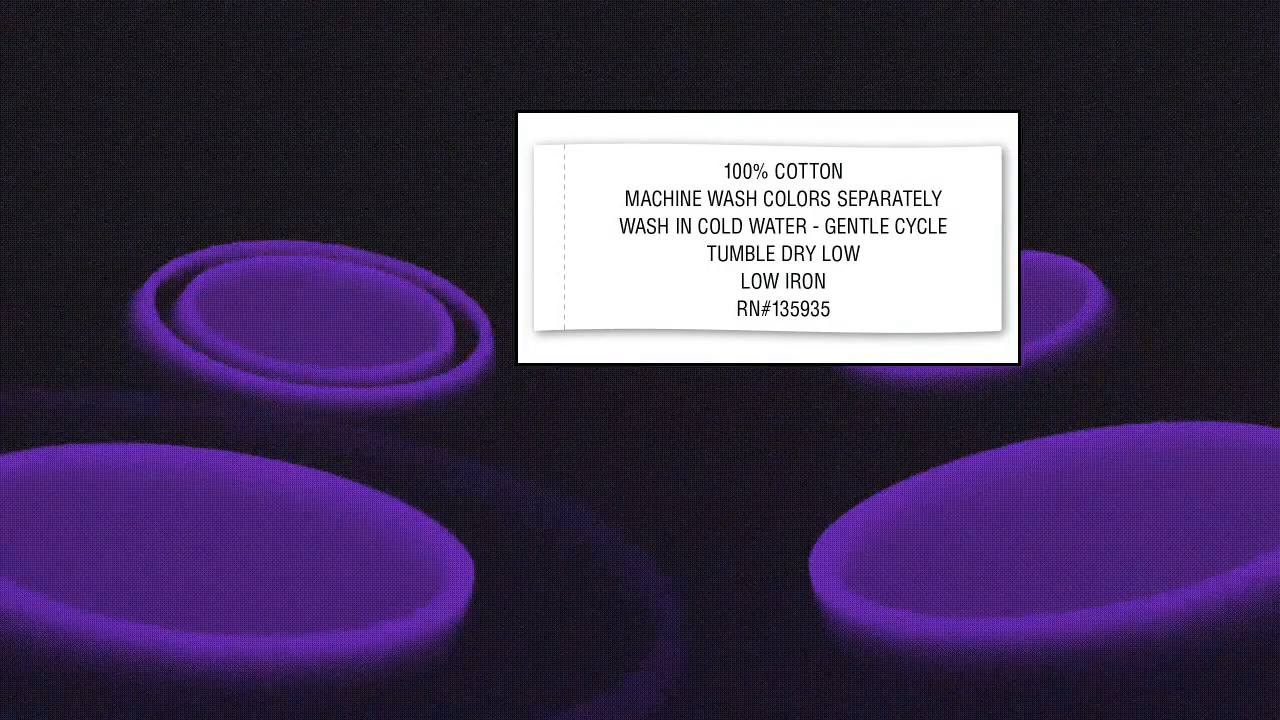 100% COTTON
MACHINE WASH COLORS SEPARATELY
WASH IN COLD WATER - GENTLE CYCLE
TUMBLE DRY LOW
LOW IRON
RN#135935